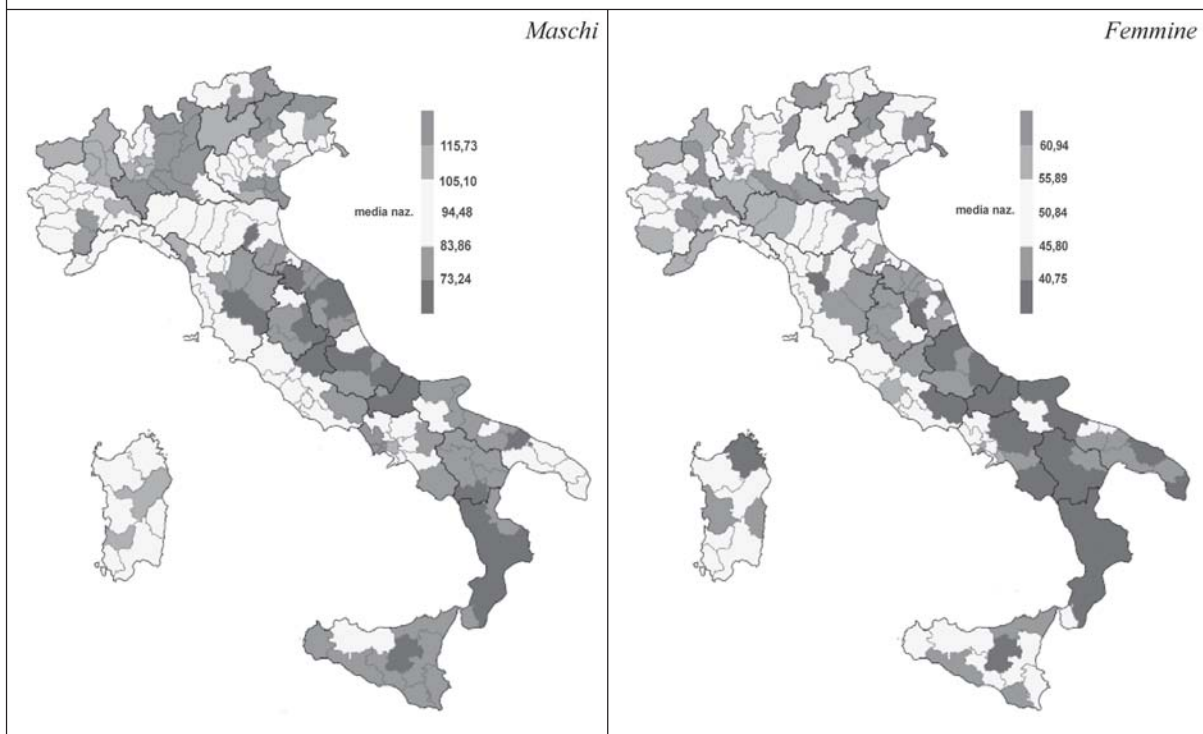 Maschi
115,73
105,10
media naz. 94,48
83,86
73,24
Femmine
60,94
55,89
media naz. 50,84
45,80
40,75